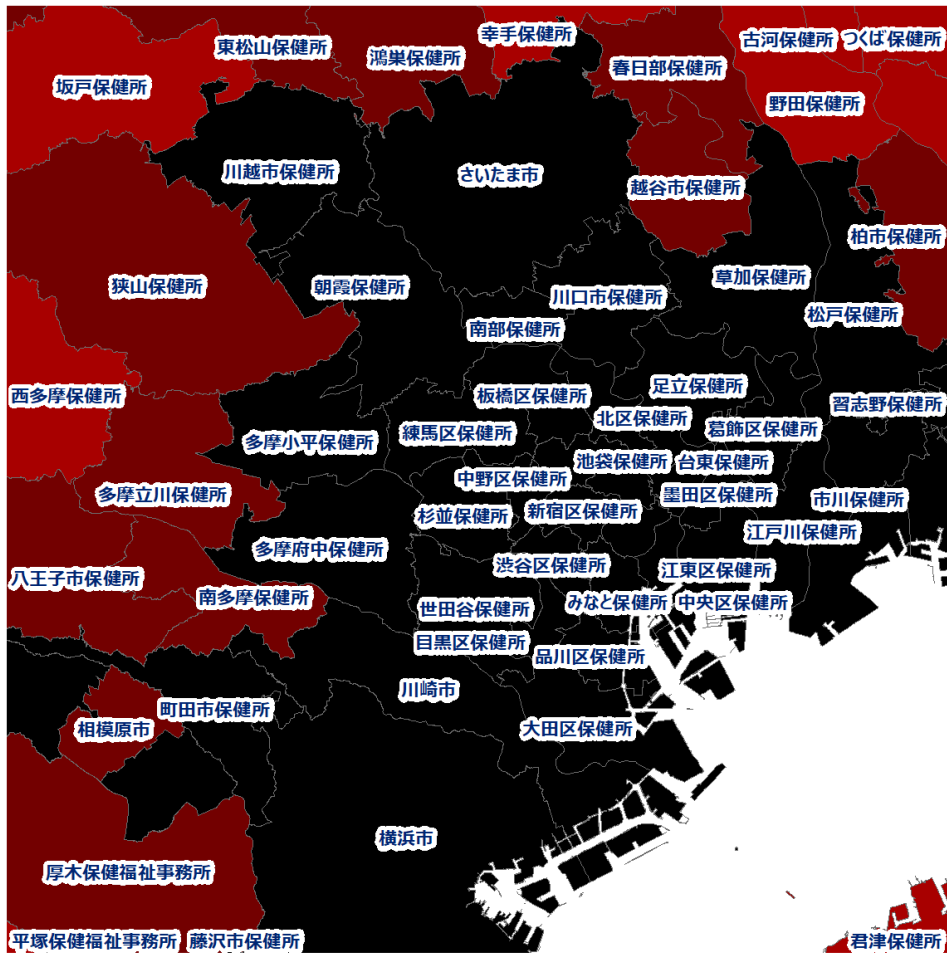 幸手保健所
東松山保健所
鴻巣保健所
古河保健所
つくば保健所
春日部保健所
坂戸保健所
野田保健所
川越市保健所
さいたま市
越谷市保健所
柏市保健所
草加保健所
狭山保健所
朝霞保健所
川口市保健所
松戸保健所
南部保健所
足立保健所
西多摩保健所
板橋区保健所
習志野保健所
北区保健所
葛飾区保健所
多摩小平保健所
練馬区保健所
池袋保健所
台東保健所
中野区保健所
多摩立川保健所
墨田区保健所
市川保健所
杉並保健所
新宿区保健所
江戸川保健所
多摩府中保健所
渋谷区保健所
江東区保健所
八王子市保健所
南多摩保健所
世田谷保健所
みなと保健所
中央区保健所
目黒区保健所
品川区保健所
川崎市
町田市保健所
相模原市
大田区保健所
横浜市
厚木保健福祉事務所
平塚保健福祉事務所
藤沢市保健所
君津保健所